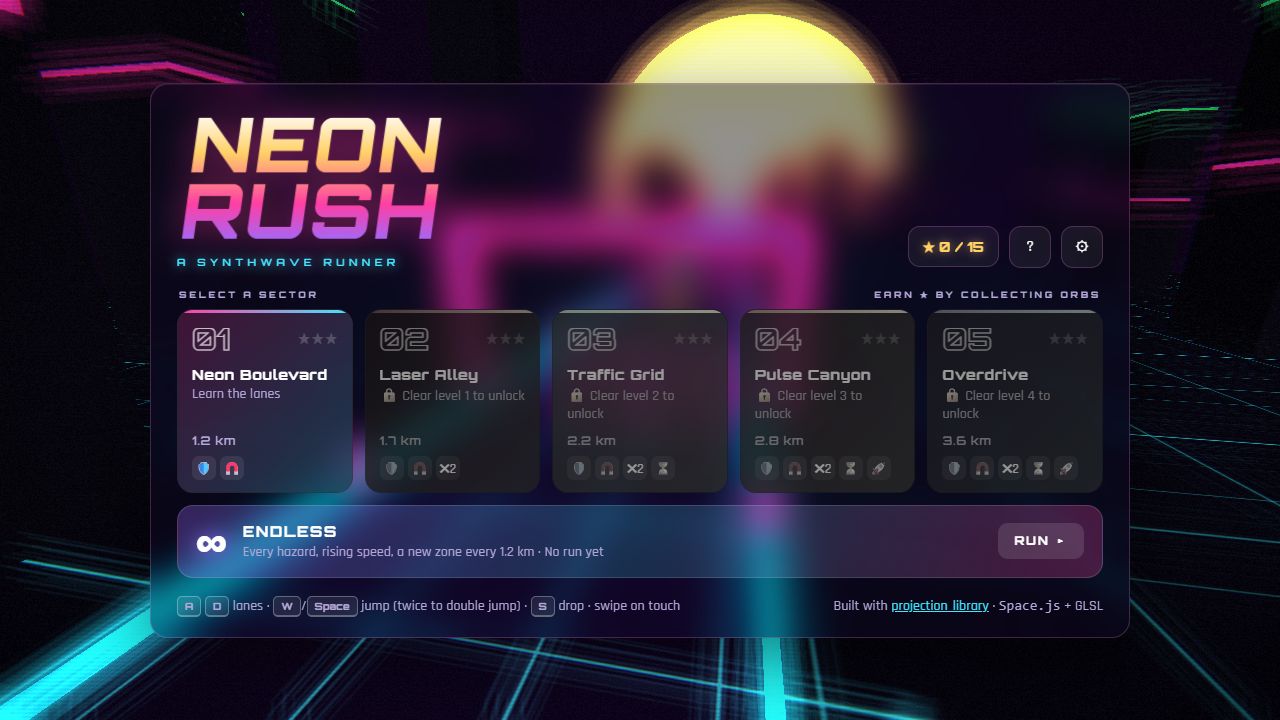 NEON
RUSH
A SYNTHWAVE RUNNER
★ 0 / 15
?
SELECT A SECTOR
EARN ★ BY COLLECTING ORBS
01 ★★★
Neon Boulevard
Learn the lanes
1.2 km
02 ★★★
Laser Alley
🔒 Clear level 1 to unlock
1.7 km
×2
03 ★★★
Traffic Grid
🔒 Clear level 2 to
unlock
2.2 km
×2
04 ★★★
Pulse Canyon
🔒 Clear level 3 to
unlock
2.8 km
×2
05 ★★★
Overdrive
🔒 Clear level 4 to
unlock
3.6 km
×2
∞ ENDLESS
Every hazard, rising speed, a new zone every 1.2 km · No run yet
RUN ►
A D lanes · W / Space jump (twice to double jump) · S drop · swipe on touch
Built with projection_library · Space.js + GLSL